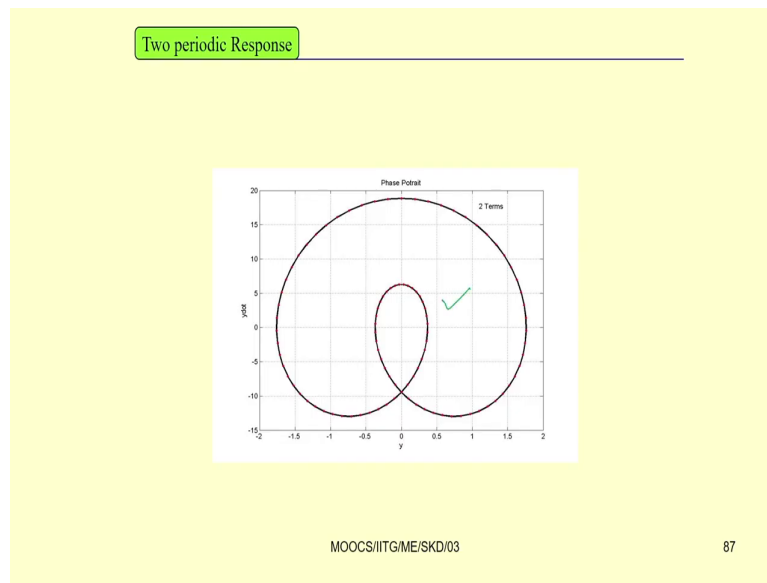 Two periodic Response
Phase Potrait
2 Terms
20
15
10
5
0
-5
-10
-15
ydot
-2 -1.5 -1 -0.5 0 0.5 1 1.5 2
y
MOOCS/IITG/ME/SKD/03
87